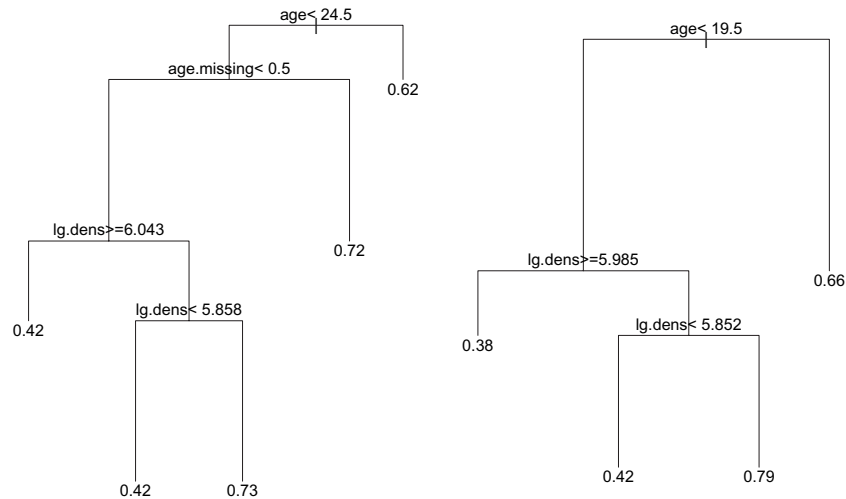 age< 24.5
age.missing< 0.5
0.62
lg.dens>=6.043
0.72
0.42
lg.dens< 5.858
0.42
0.73
age< 19.5
lg.dens>=5.985
0.66
0.38
lg.dens< 5.852
0.42
0.79